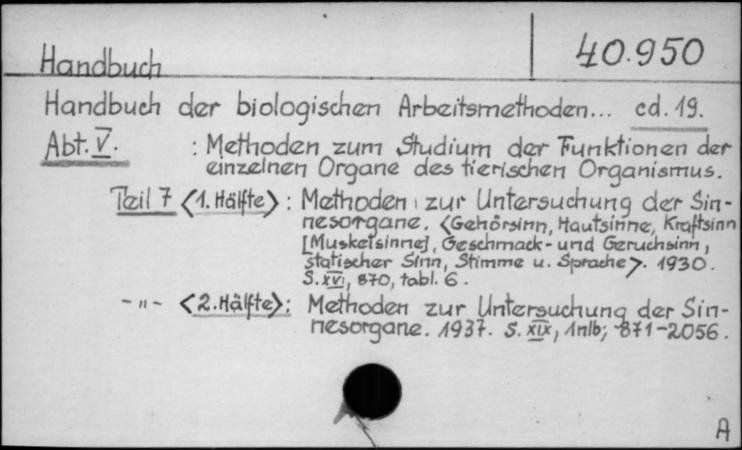 40.950
Handbuch
Handbuch der biologischen Arbeitsmethoden... cd. 19.
Abt. V. : Methoden zum Studium der Funktionen der
einzelnen Organe des tierischen Organismus.
Teil 7 <1. Hälfte> : Methoden zur Untersuchung der Sin-
nesorgane. <Gehörsinn, Hautsinne, Kraftsinn
[Muskelsinne], Geschmack- und Geruchsinn,
statischer Sinn, Stimme u. Sprache>. 1930.
S. XVI, 870, tabl. 6.
- „ - <2. Hälfte>: Methoden zur Untersuchung der Sin-
nesorgane. 1937. S. XIX, 1nlb; 871-2056.
A